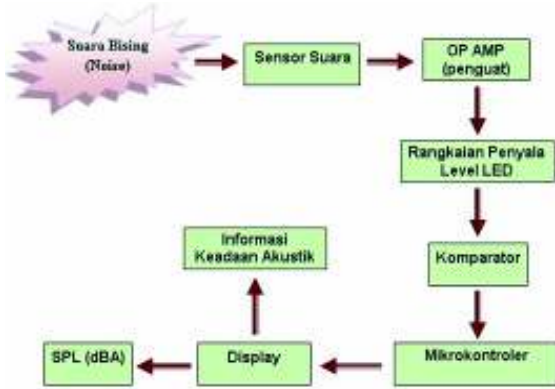 Suara Bising
(Noise)
Sensor Suara
OP AMP
(penguat)
Rangkaian Penyala
Level LED
Komparator
Mikrokontroler
Display
Informasi
Keadaan Akustik
SPL (dBA)